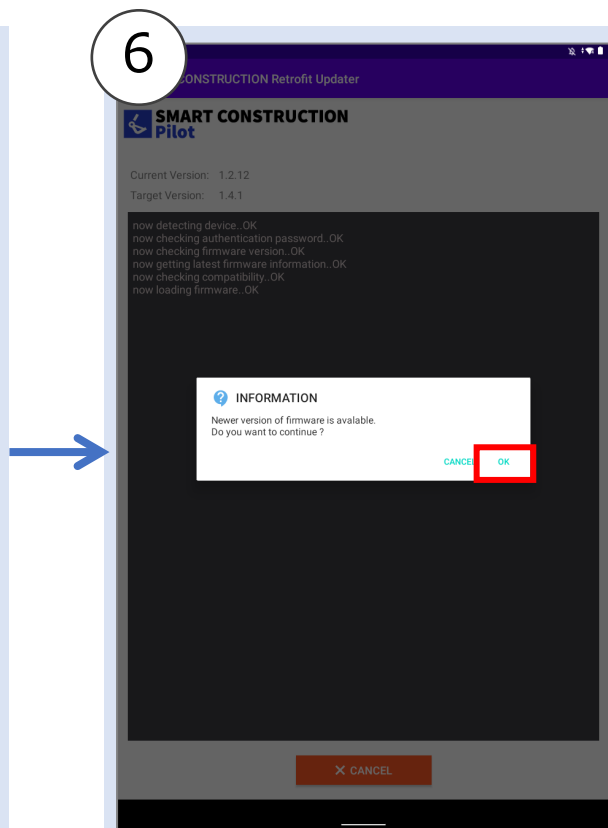 6
CONSTRUCTION Retrofit Updater
SMART CONSTRUCTION
Pilot
Current Version: 1.2.12
Target Version: 1.4.1
now detecting device..OK
now checking authentication password..OK
now checking firmware version..OK
now getting latest firmware information..OK
now checking compatibility..OK
now loading firmware..OK
INFORMATION
Newer version of firmware is avalable.
Do you want to continue ?
CANCEL OK
CANCEL